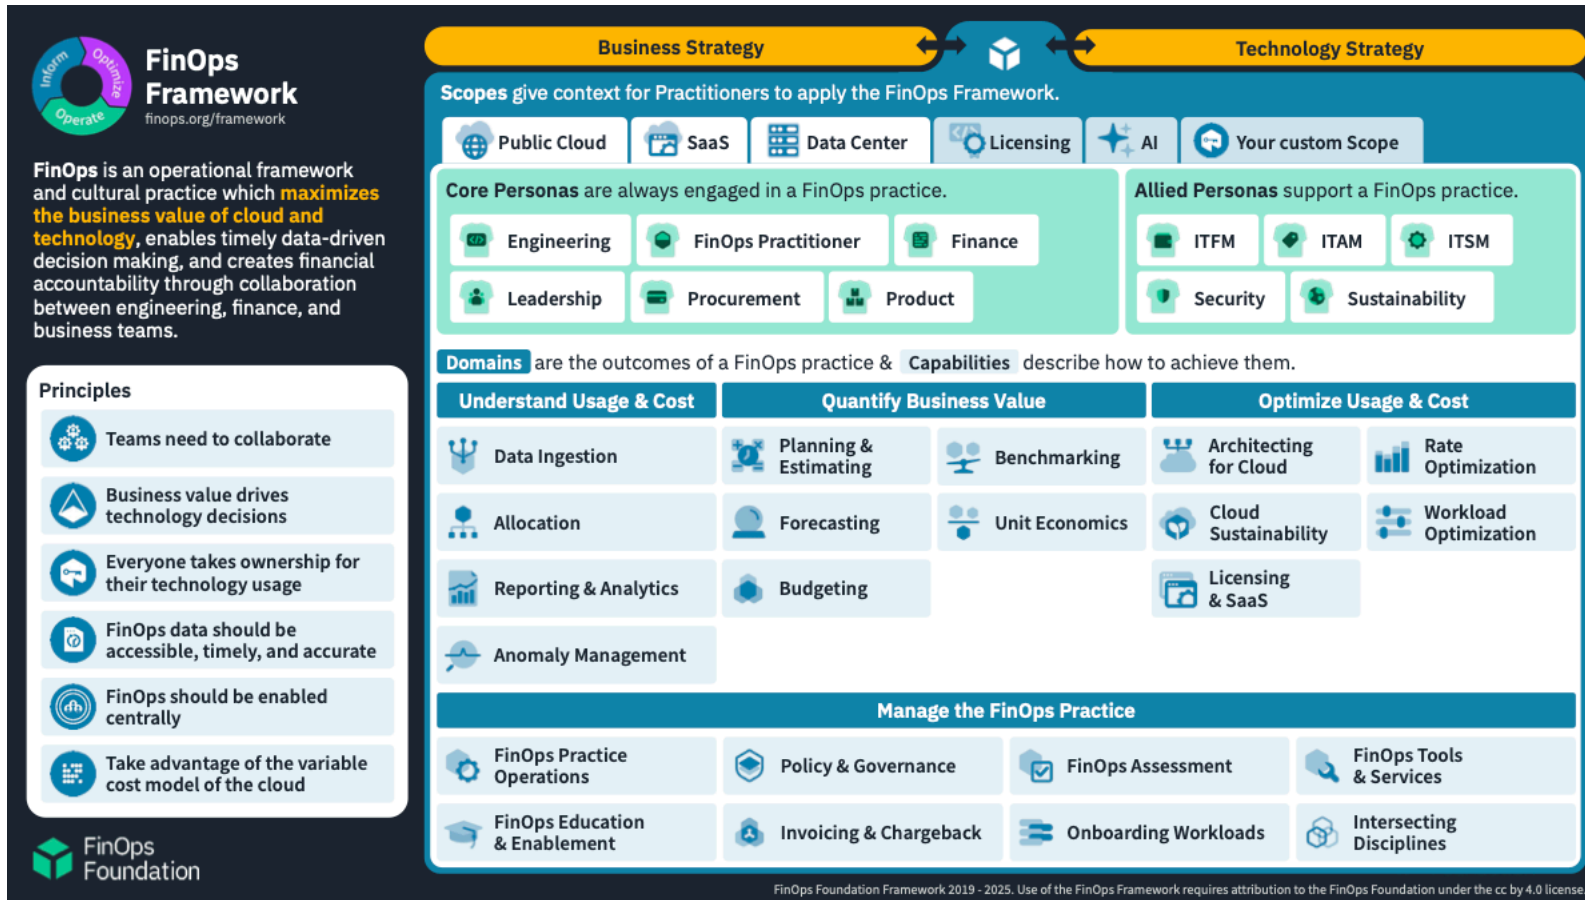 Inform
Optimize
Operate
FinOps
Framework
finops.org/framework
FinOps is an operational framework
and cultural practice which maximizes
the business value of cloud and
technology, enables timely data-driven
decision making, and creates financial
accountability through collaboration
between engineering, finance, and
business teams.
Principles
Teams need to collaborate
Business value drives
technology decisions
Everyone takes ownership for
their technology usage
FinOps data should be
accessible, timely, and accurate
FinOps should be enabled
centrally
Take advantage of the variable
cost model of the cloud
FinOps
Foundation
Business Strategy
Technology Strategy
Scopes give context for Practitioners to apply the FinOps Framework.
Public Cloud
SaaS
Data Center
Licensing
AI
Your custom Scope
Core Personas are always engaged in a FinOps practice.
Engineering
FinOps Practitioner
Finance
Leadership
Procurement
Product
Allied Personas support a FinOps practice.
ITFM
ITAM
ITSM
Security
Sustainability
Domains are the outcomes of a FinOps practice & Capabilities describe how to achieve them.
Understand Usage & Cost
Data Ingestion
Allocation
Reporting & Analytics
Anomaly Management
Quantify Business Value
Planning &
Estimating
Benchmarking
Forecasting
Unit Economics
Budgeting
Optimize Usage & Cost
Architecting
for Cloud
Rate
Optimization
Cloud
Sustainability
Workload
Optimization
Licensing
& SaaS
Manage the FinOps Practice
FinOps Practice
Operations
Policy & Governance
FinOps Assessment
FinOps Tools
& Services
FinOps Education
& Enablement
Invoicing & Chargeback
Onboarding Workloads
Intersecting
Disciplines
FinOps Foundation Framework 2019 - 2025. Use of the FinOps Framework requires attribution to the FinOps Foundation under the cc by 4.0 license.